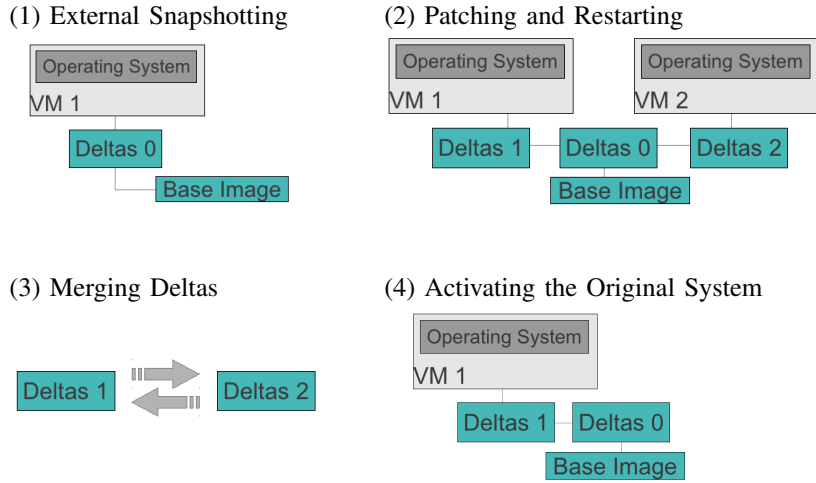 (1) External Snapshotting
Operating System
VM 1
Deltas 0
Base Image
(2) Patching and Restarting
Operating System
VM 1
Operating System
VM 2
Deltas 1
Deltas 0
Deltas 2
Base Image
(3) Merging Deltas
Deltas 1
Deltas 2
(4) Activating the Original System
Operating System
VM 1
Deltas 1
Deltas 0
Base Image